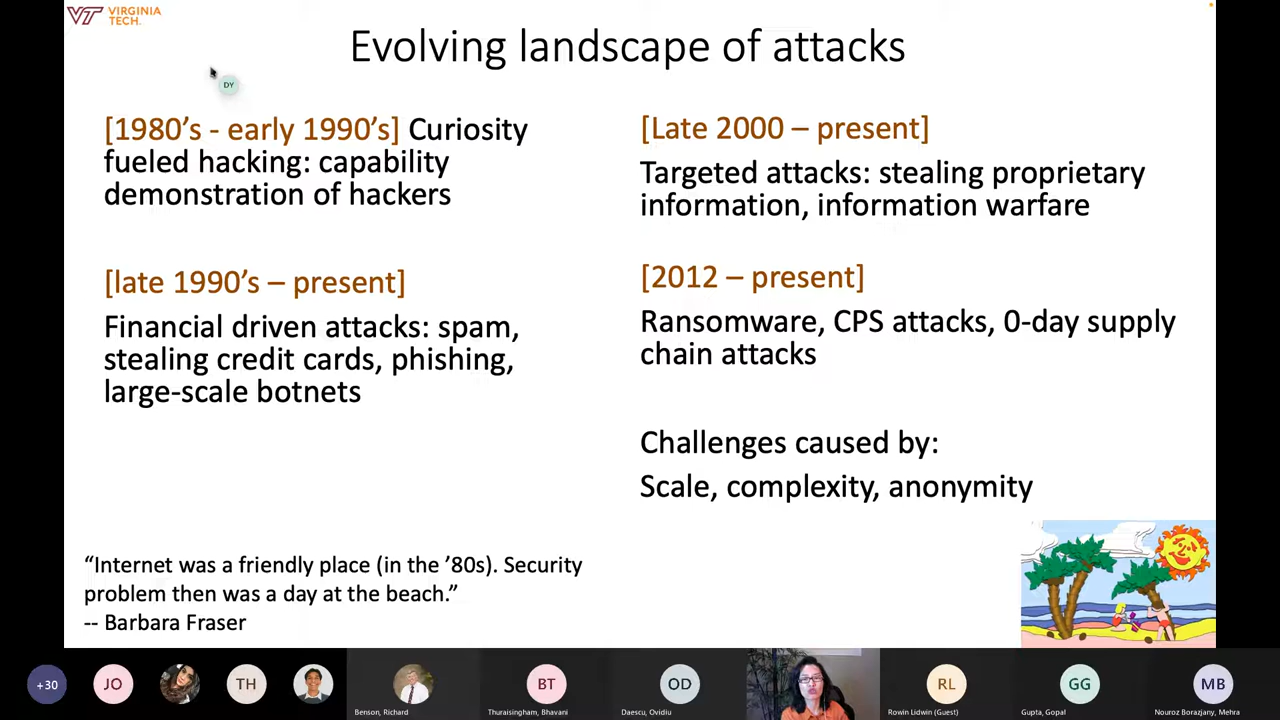 VIRGINIA
TECH.
Evolving landscape of attacks
DY
[1980’s - early 1990’s] Curiosity
fueled hacking: capability
demonstration of hackers
[late 1990’s – present]
Financial driven attacks: spam,
stealing credit cards, phishing,
large-scale botnets
[Late 2000 – present]
Targeted attacks: stealing proprietary
information, information warfare
[2012 – present]
Ransomware, CPS attacks, 0-day supply
chain attacks
Challenges caused by:
Scale, complexity, anonymity
“Internet was a friendly place (in the ’80s). Security
problem then was a day at the beach.”
-- Barbara Fraser
+30
JO
TH
BT
OD
RL
GG
MB
Benson, Richard
Thuraisingham, Bhavani
Daescu, Ovidiu
Rowin Lidwin (Guest)
Gupta, Gopal
Nouroz Borazjany, Mehra